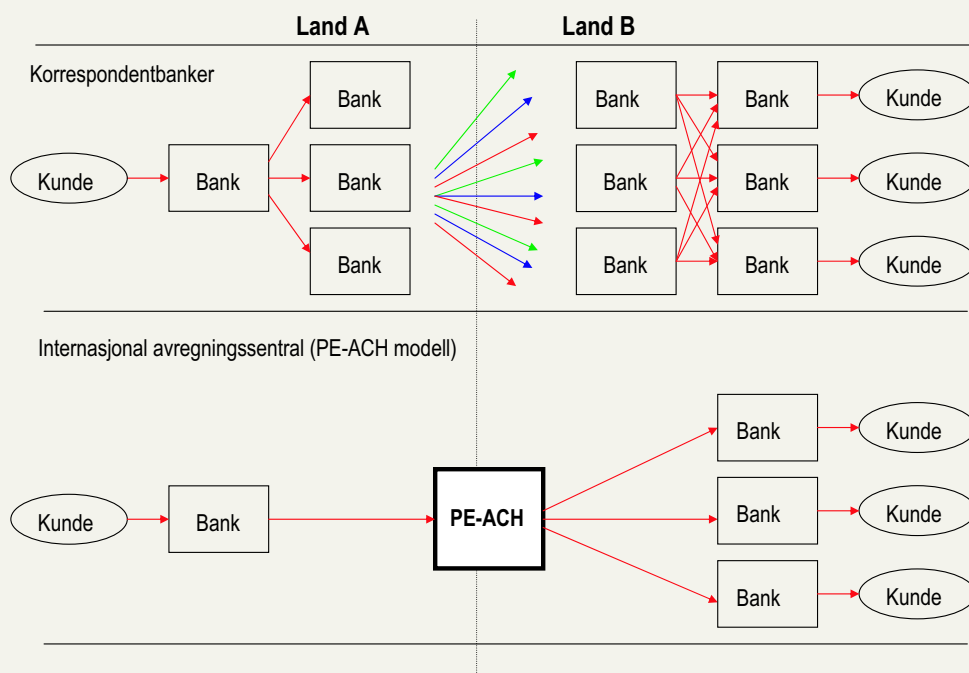 Land A Land B
Korrespondentbanker
Bank Bank Bank Kunde
Kunde Bank Bank Bank Bank Kunde
Bank Bank Bank Kunde
Internasjonal avregningssentral (PE-ACH modell)
Bank Kunde
Kunde Bank PE-ACH Bank Kunde
Bank Kunde